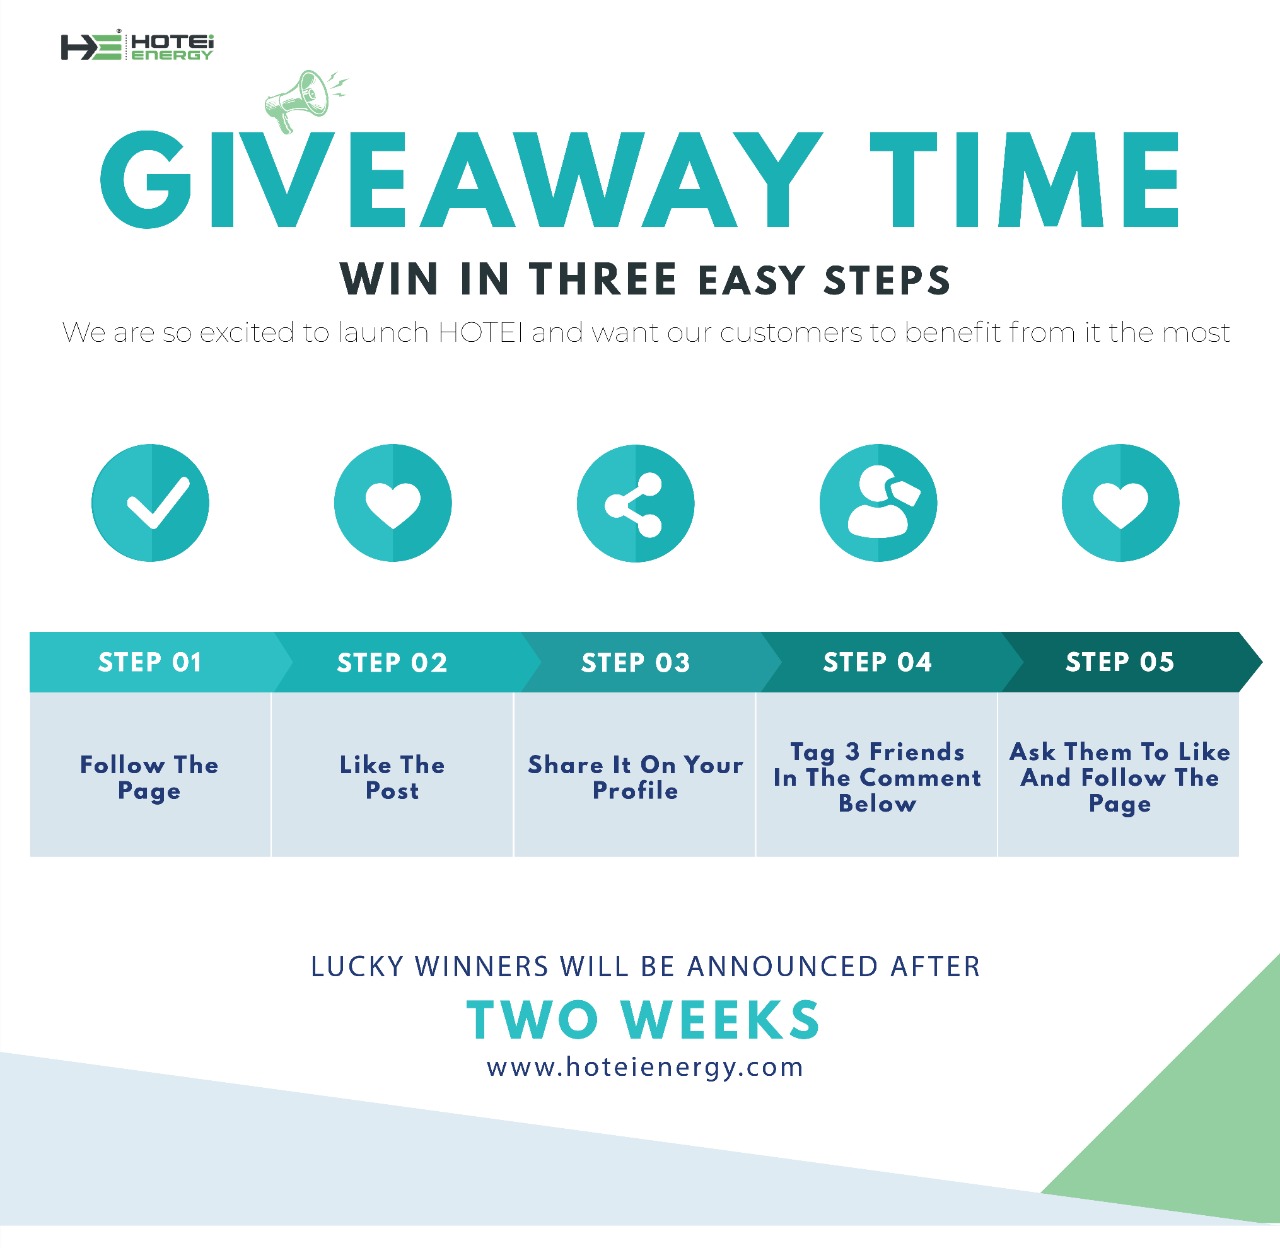 HE® HOTEi
ENERGY
GIVEAWAY TIME
WIN IN THREE EASY STEPS
We are so excited to launch HOTEI and want our customers to benefit from it the most
STEP 01
Follow The
Page
STEP 02
Like The
Post
STEP 03
Share It On Your
Profile
STEP 04
Tag 3 Friends
In The Comment
Below
STEP 05
Ask Them To Like
And Follow The
Page
LUCKY WINNERS WILL BE ANNOUNCED AFTER
TWO WEEKS
www.hoteienergy.com